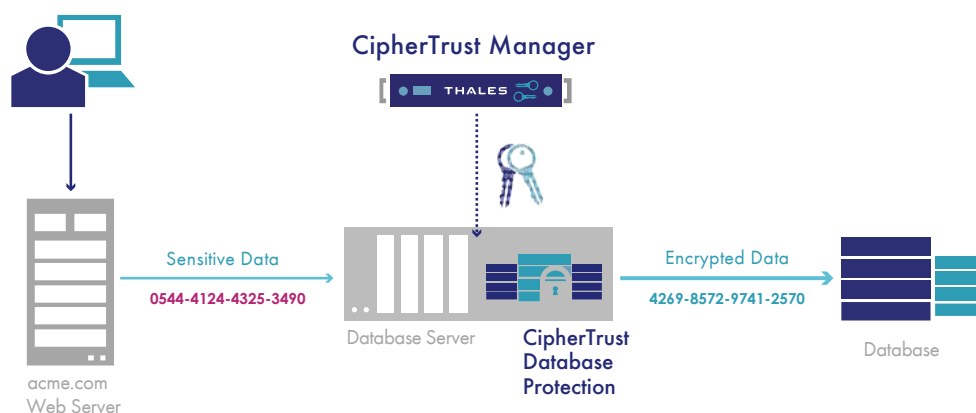 CipherTrust Manager
THALES
Sensitive Data
0544-4124-4325-3490
Encrypted Data
4269-8572-9741-2570
Database Server
CipherTrust
Database
Protection
Database
acme.com
Web Server